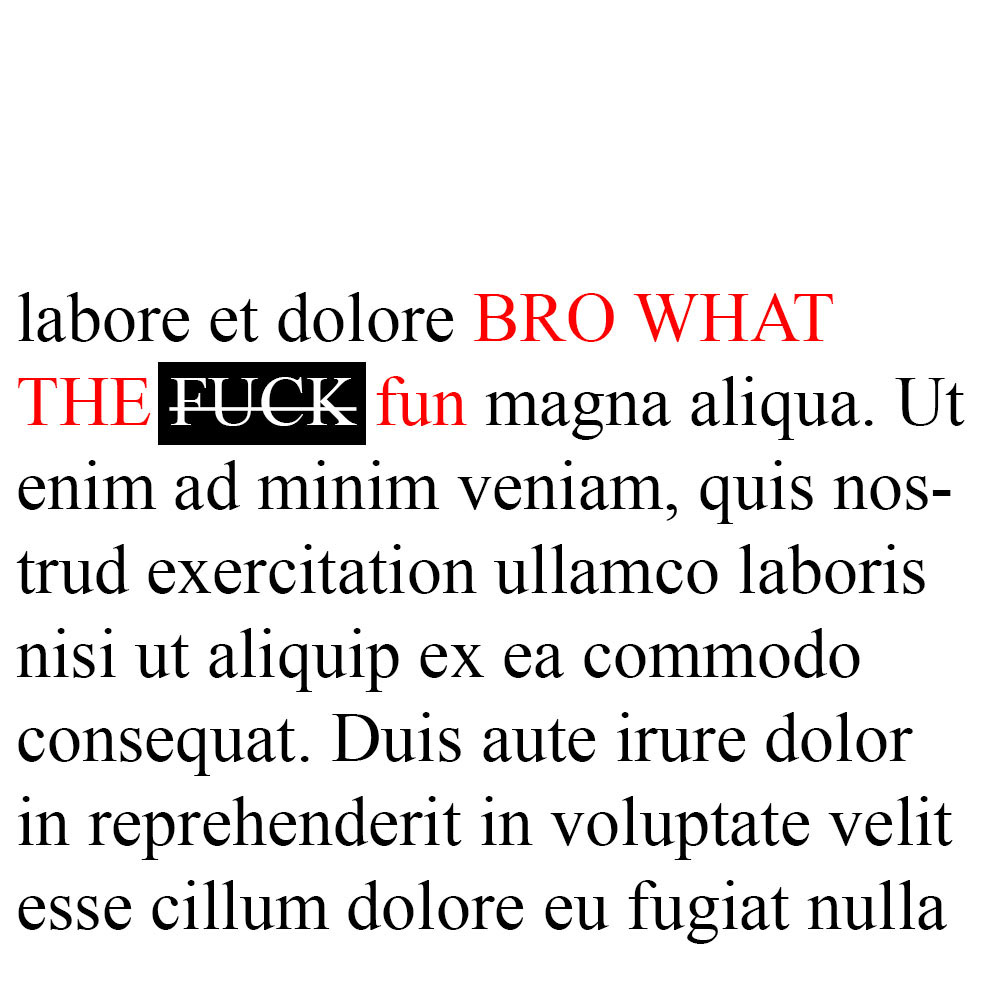 labore et dolore BRO WHAT
THE FUCK fun magna aliqua. Ut
enim ad minim veniam, quis nos-
trud exercitation ullamco laboris
nisi ut aliquip ex ea commodo
consequat. Duis aute irure dolor
in reprehenderit in voluptate velit
esse cillum dolore eu fugiat nulla